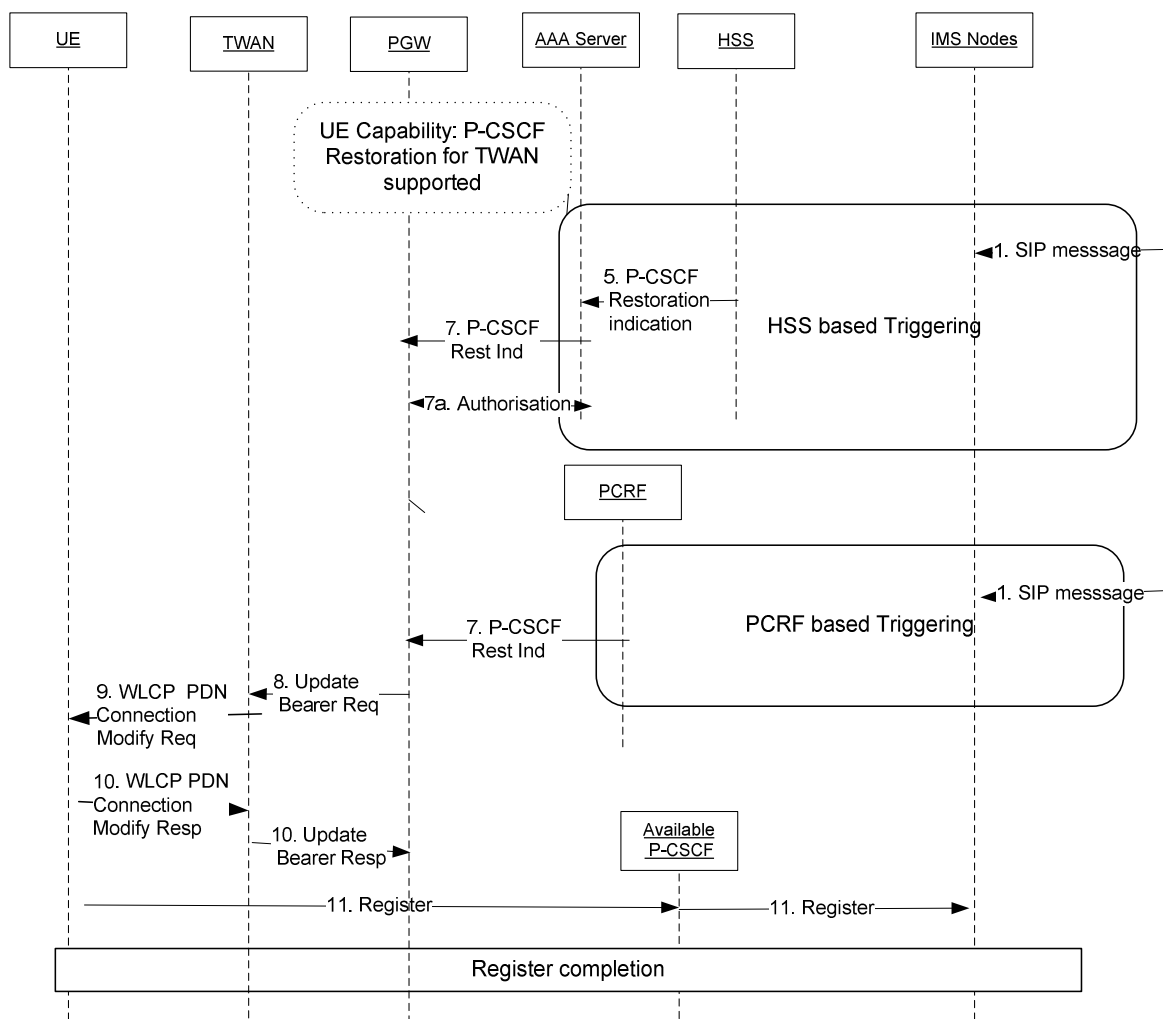 UE
TWAN
PGW
AAA Server
HSS
IMS Nodes
UE Capability: P-CSCF
Restoration for TWAN
supported
1. SIP messsage
5. P-CSCF
Restoration
indication
HSS based Triggering
7. P-CSCF
Rest Ind
7a. Authorisation
PCRF
1. SIP messsage
PCRF based Triggering
7. P-CSCF
Rest Ind
8. Update
Bearer Req
9. WLCP PDN
Connection
Modify Req
10. WLCP PDN
Connection
Modify Resp
10. Update
Bearer Resp
Available
P-CSCF
11. Register
11. Register
Register completion